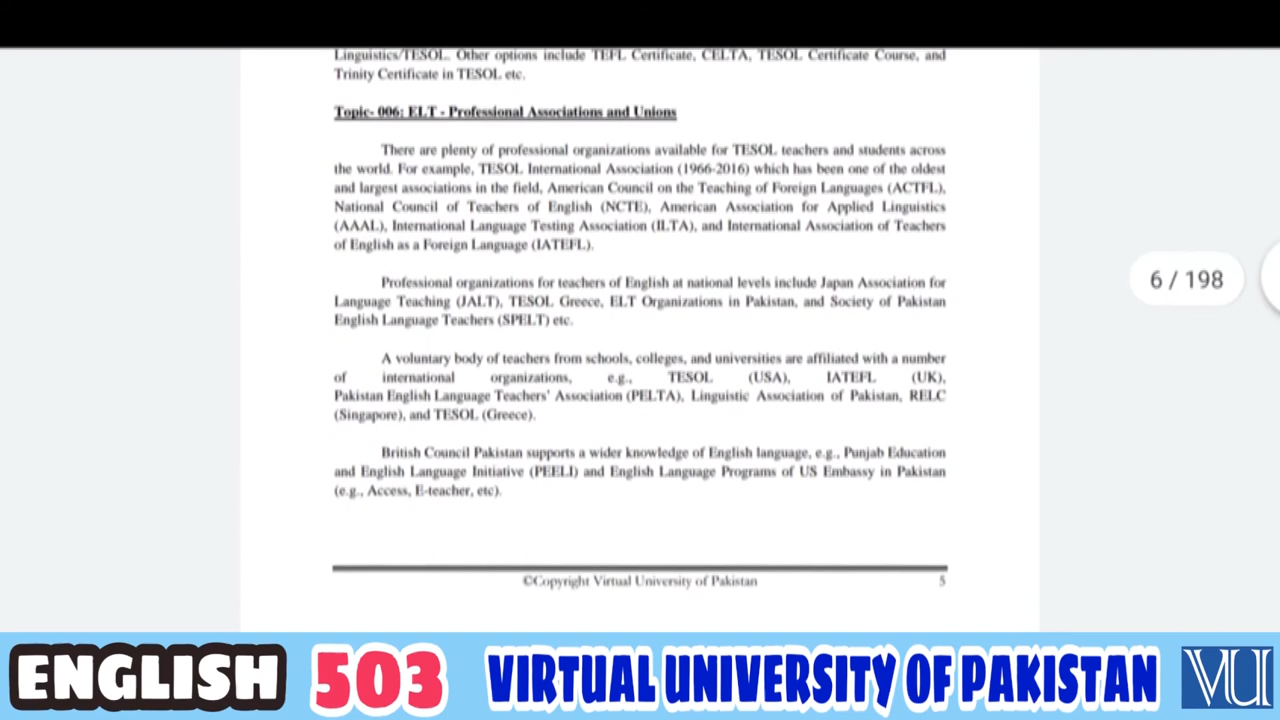 Linguistics/TESOL. Other options include TEFL Certificate, CELTA, TESOL Certificate Course, and
Trinity Certificate in TESOL etc.
Topic- 006: ELT - Professional Associations and Unions
There are plenty of professional organizations available for TESOL teachers and students across
the world. For example, TESOL International Association (1966-2016) which has been one of the oldest
and largest associations in the field, American Council on the Teaching of Foreign Languages (ACTFL),
National Council of Teachers of English (NCTE), American Association for Applied Linguistics
(AAAL), International Language Testing Association (ILTA), and International Association of Teachers
of English as a Foreign Language (IATEFL).
6 / 198
Professional organizations for teachers of English at national levels include Japan Association for
Language Teaching (JALT), TESOL Greece, ELT Organizations in Pakistan, and Society of Pakistan
English Language Teachers (SPELT) etc.
A voluntary body of teachers from schools, colleges, and universities are affiliated with a number
of international organizations, e.g., TESOL (USA), IATEFL (UK),
Pakistan English Language Teachers' Association (PELTA), Linguistic Association of Pakistan, RELC
(Singapore), and TESOL (Greece).
British Council Pakistan supports a wider knowledge of English language, e.g., Punjab Education
and English Language Initiative (PEELI) and English Language Programs of US Embassy in Pakistan
(e.g., Access, E-teacher, etc).
©Copyright Virtual University of Pakistan 5
ENGLISH 503 VIRTUAL UNIVERSITY OF PAKISTAN VU